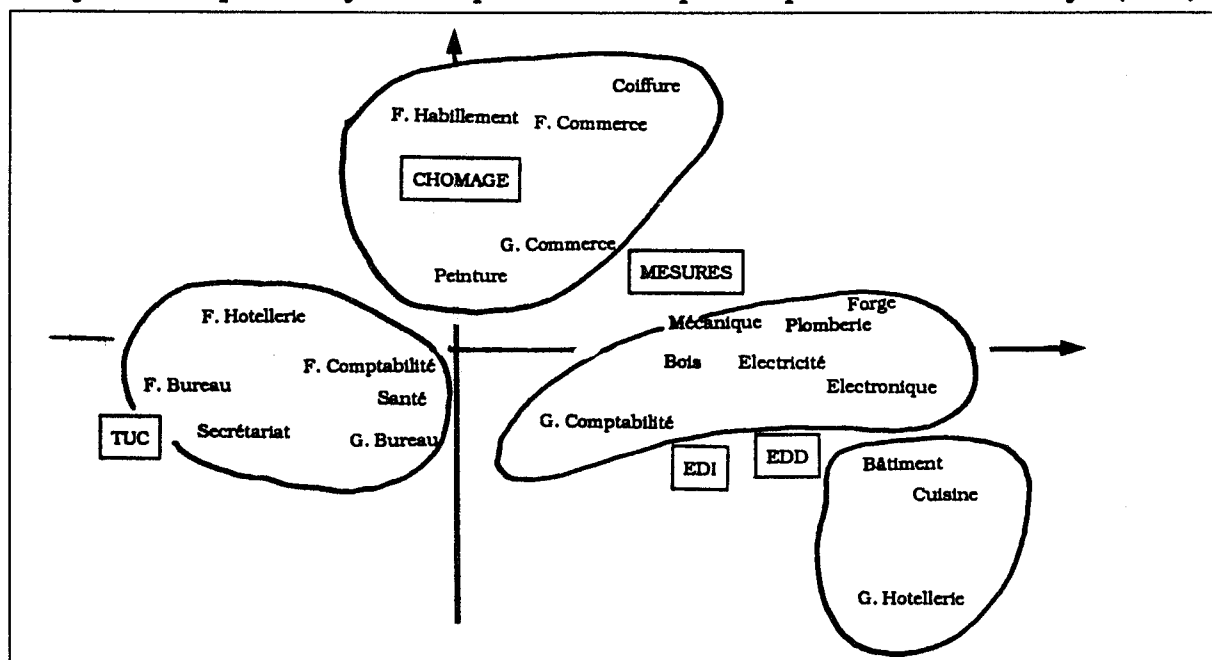 Coiffure
F. Habillement F. Commerce
CHOMAGE
G. Commerce
Peinture
MESURES
F. Hotellerie
Forge
Mécanique Plomberie
F. Comptabilité
Bois Electricité
F. Bureau
Santé
Electronique
TUC
Secrétariat
G. Bureau
G. Comptabilité
EDI
EDD
Bâtiment
Cuisine
G. Hotellerie